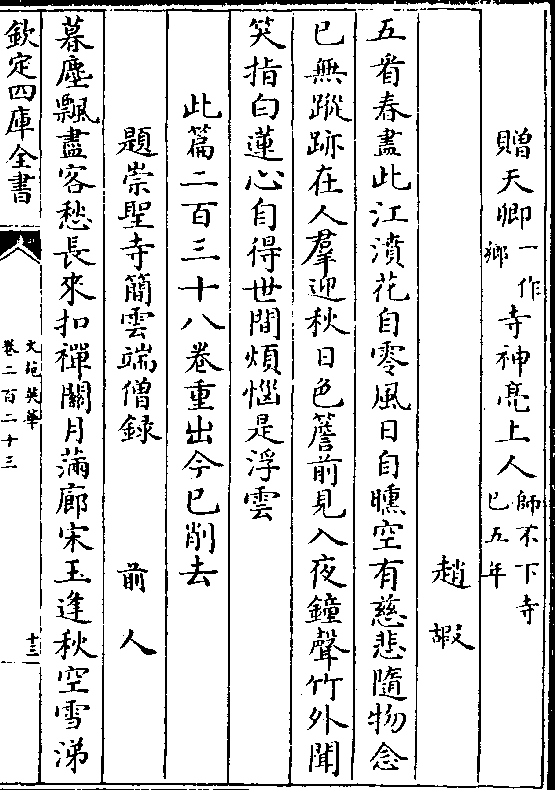 贈天卿一作鄉寺神亮上人師不下寺已五年
趙嘏
五看春盡此江濆花自零風日自曛空有慈悲隨物念
已無蹤跡在人羣迎秋日色簷前見入夜鐘聲竹外聞
笑指白蓮心自得世間煩惱是浮雲
此篇二百三十八卷重出今已削去
題崇聖寺簡雲端僧録 前人
暮塵飄盡客愁長來扣禪關月滿廊宋玉逢秋空雪涕
欽定四庫全書
文苑英華
卷二百二十三
十三